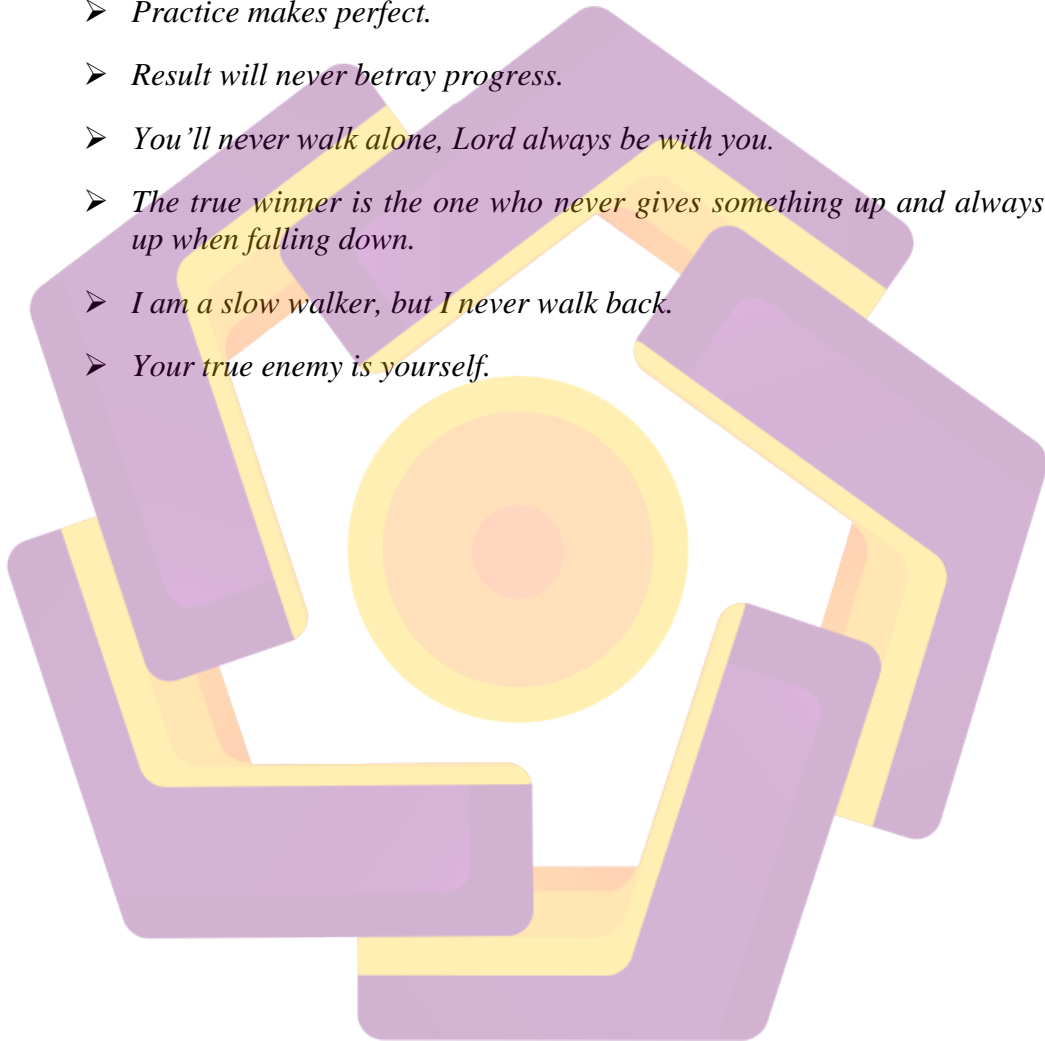 ➢ Practice makes perfect.
➢ Result will never betray progress.
➢ You’ll never walk alone, Lord always be with you.
➢ The true winner is the one who never gives something up and always
up when falling down.
➢ I am a slow walker, but I never walk back.
➢ Your true enemy is yourself.